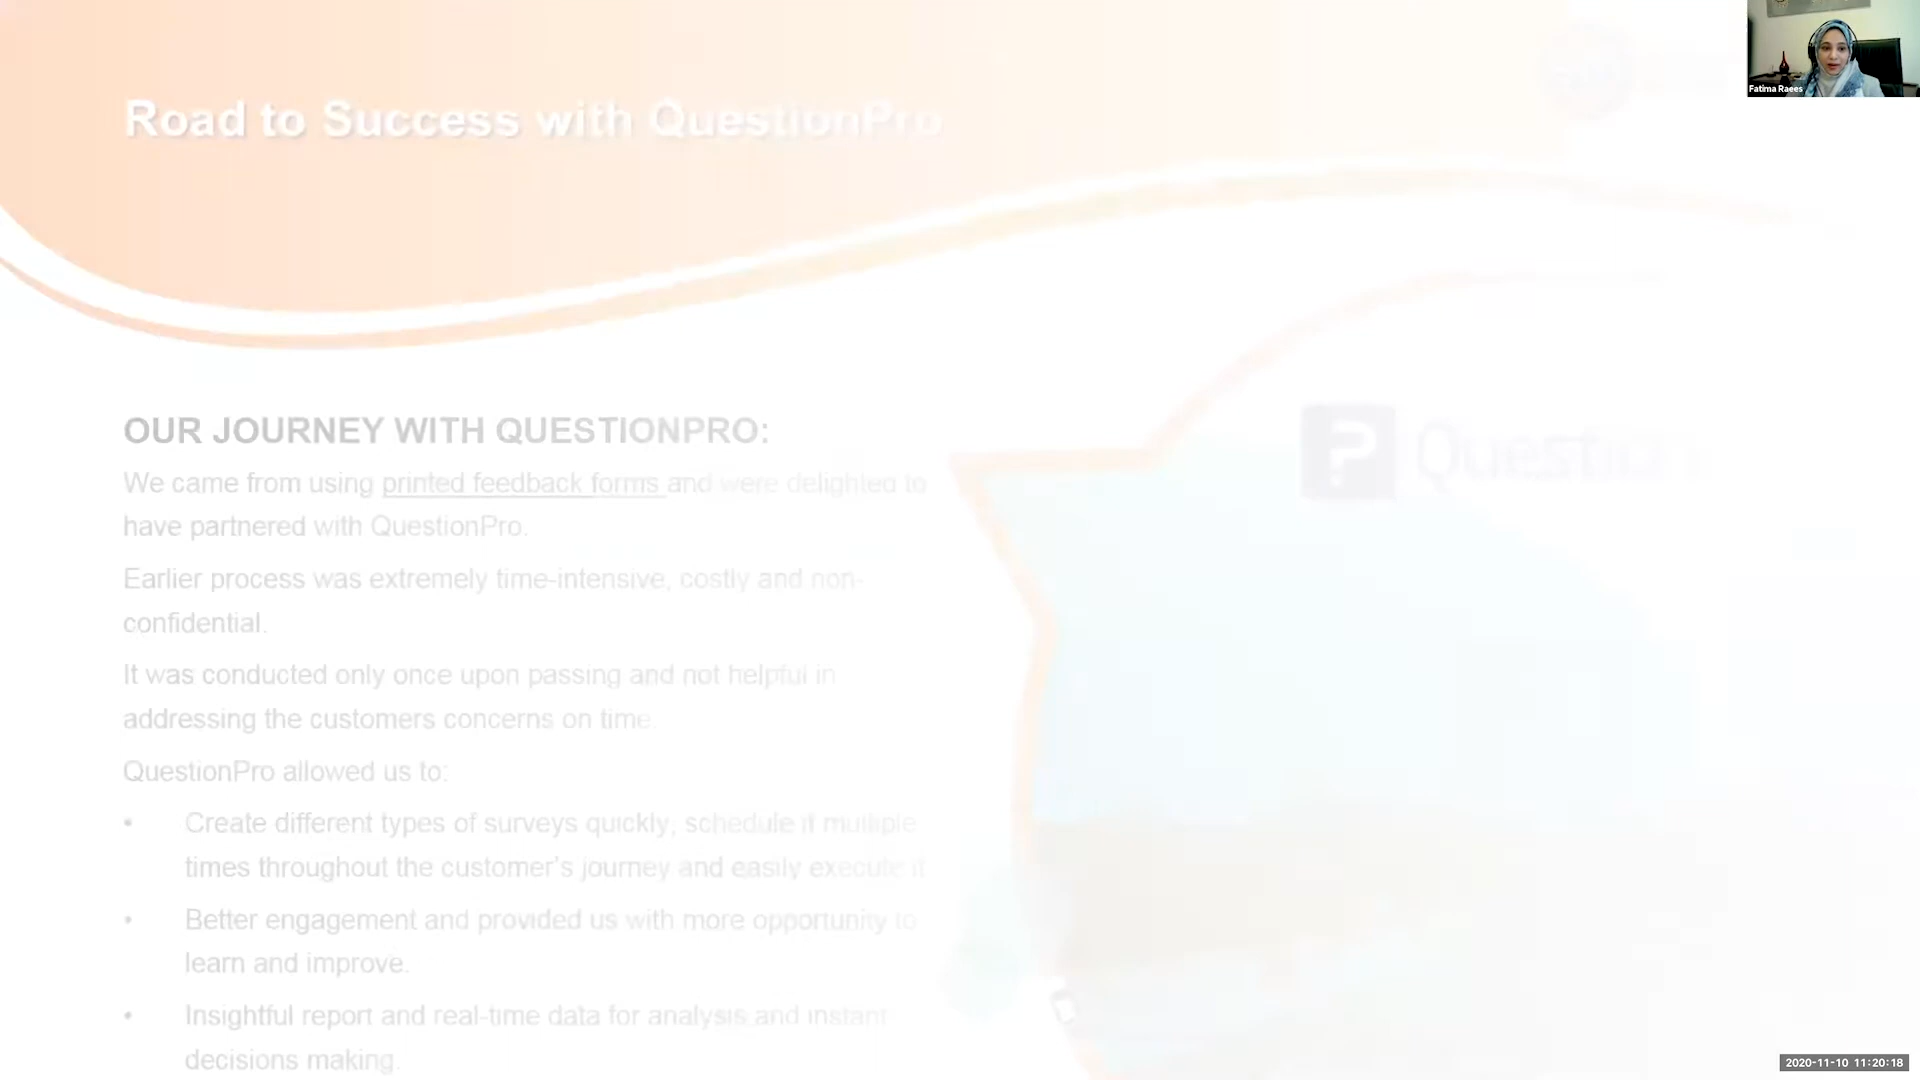 Fatima Raees
Road to Success with QuestionPro
OUR JOURNEY WITH QUESTIONPRO:
We came from using printed feedback forms and were delighted to
have partnered with QuestionPro.
Earlier process was extremely time-intensive, costly and non-
confidential.
It was conducted only once upon passing and not helpful in
addressing the customers concerns on time.
QuestionPro allowed us to:
• Create different types of surveys quickly, schedule it multiple
times throughout the customer's journey and easily execute it
• Better engagement and provided us with more opportunity to
learn and improve.
• Insightful report and real-time data for analysis and instant
decisions making.
2020-11-10 11:20:18